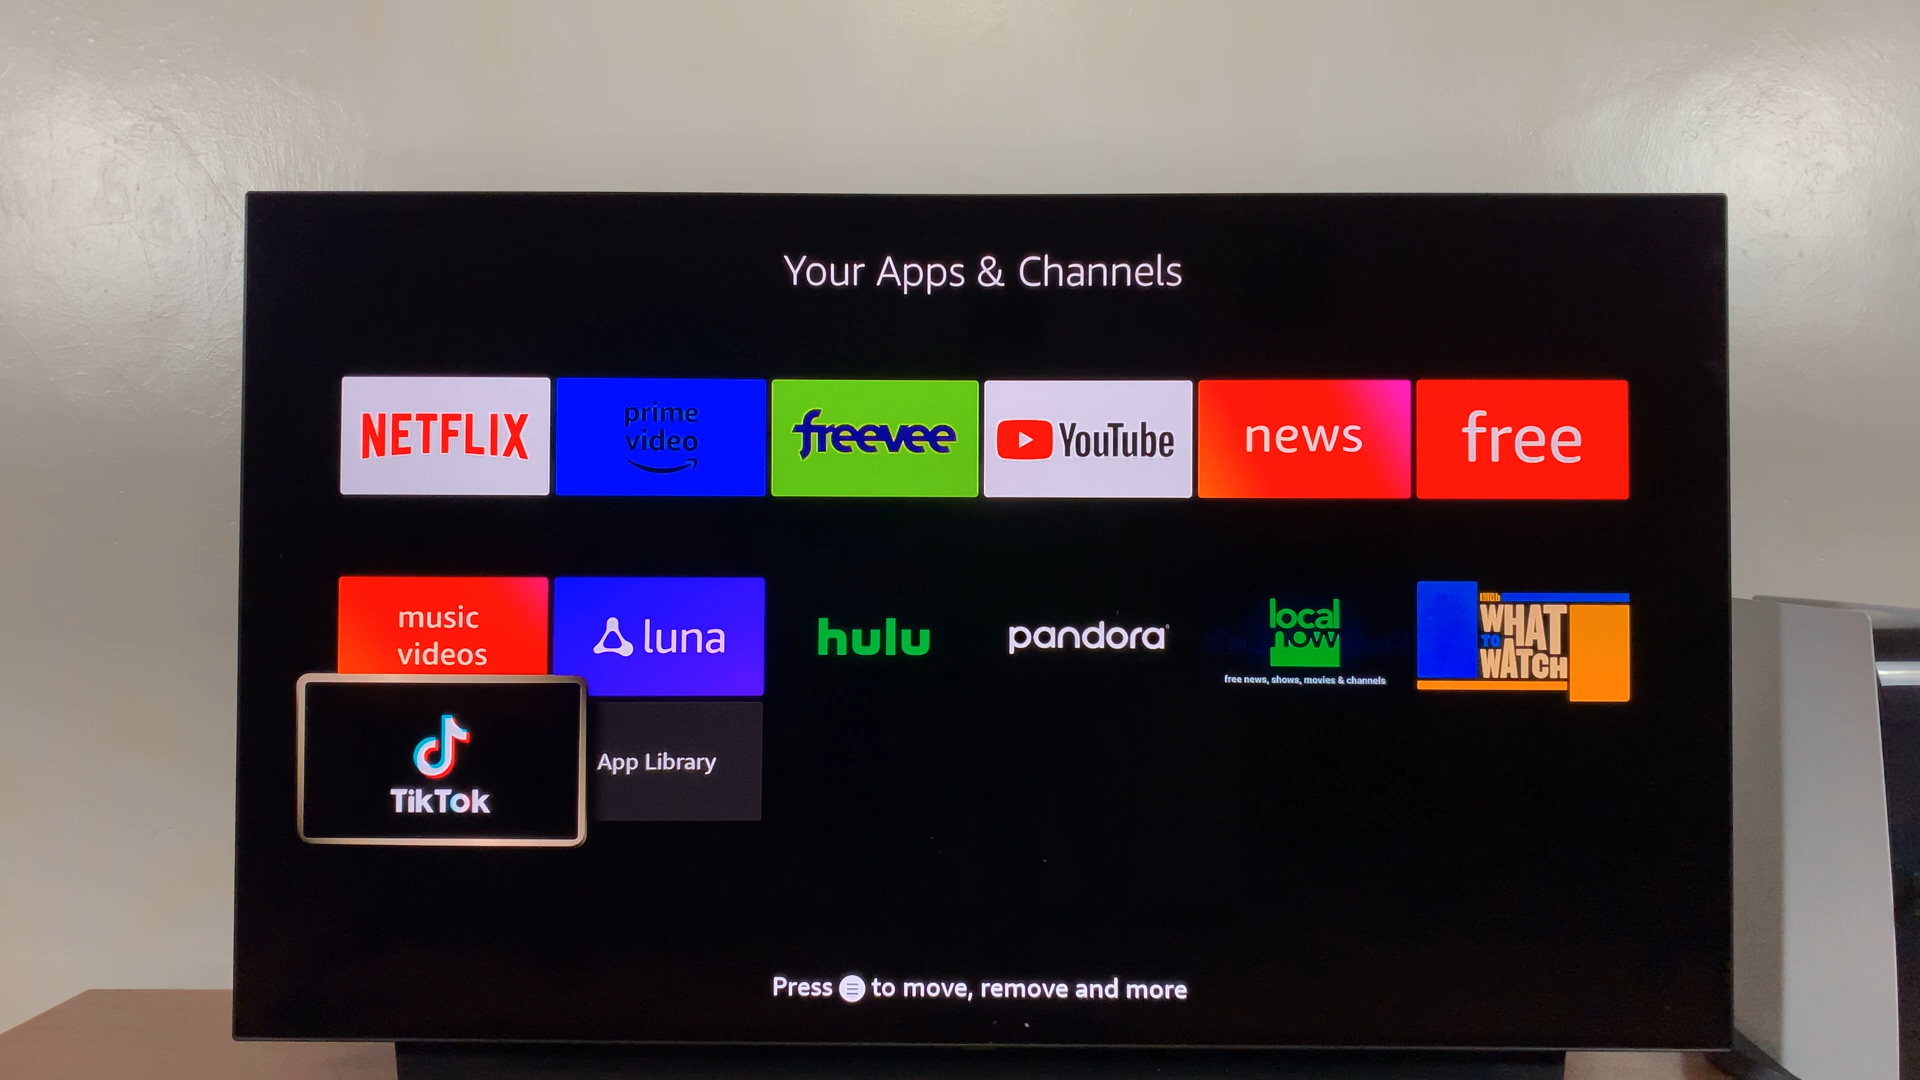 Your Apps & Channels
NETFLIX
prime
video
freevee
YouTube
news
free
music
videos
luna
hulu
pandora
local
now
free news, shows, movies & channels
IMDb
WHAT
TO
WATCH
TikTok
App Library
Press to move, remove and more